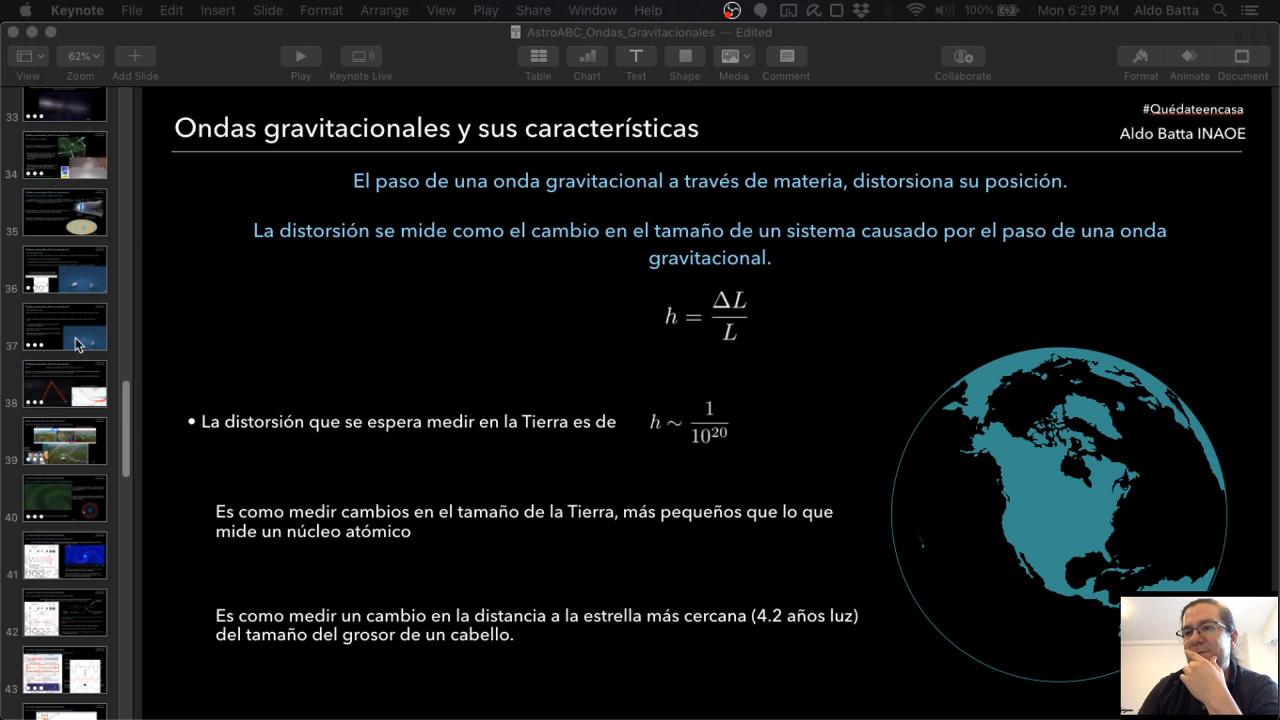 Keynote File Edit Insert Slide Format Arrange View Play Share Window Help 100% Mon 6:29 PM Aldo Batta
AstroABC_Ondas_Gravitacionales — Edited
62%
View Zoom Add Slide Play Keynote Live Table Chart Text Shape Media Comment Collaborate Format Animate Document
33
34
35
36
37
38
39
40
41
42
43
#Quédateencasa
Ondas gravitacionales y sus características
Aldo Batta INAOE
El paso de una onda gravitacional a través de materia, distorsiona su posición.
La distorsión se mide como el cambio en el tamaño de un sistema causado por el paso de una onda
gravitacional.
h = ΔL / L
• La distorsión que se espera medir en la Tierra es de h ~ 1 / 10^20
Es como medir cambios en el tamaño de la Tierra, más pequeños que lo que
mide un núcleo atómico
Es como medir un cambio en la distancia a la estrella más cercana (4.2 años luz)
del tamaño del grosor de un cabello.